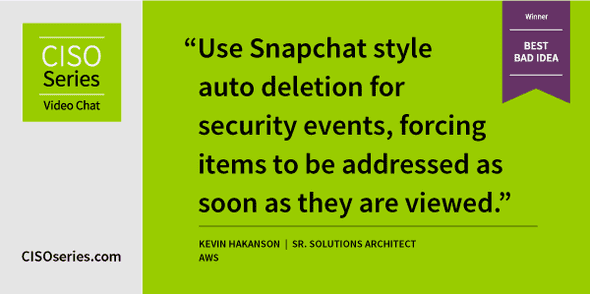 CISO
Series
Video Chat
CISOseries.com
“Use Snapchat style
auto deletion for
security events, forcing
items to be addressed as
soon as they are viewed.”
KEVIN HAKANSON | SR. SOLUTIONS ARCHITECT
AWS
Winner
BEST
BAD IDEA